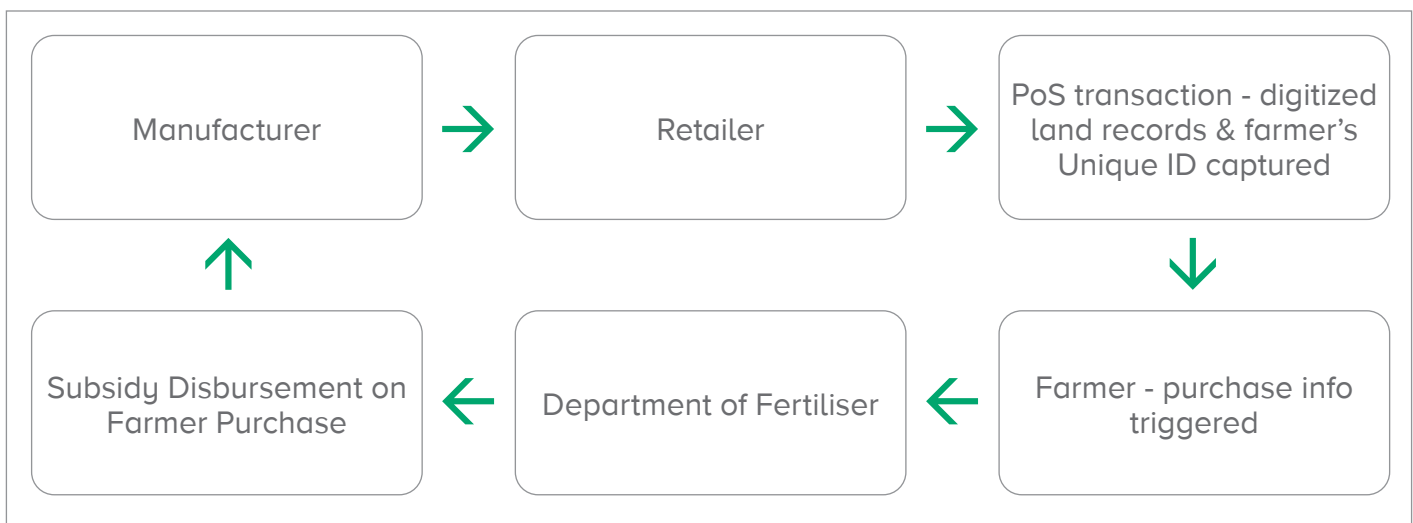 Manufacturer
Retailer
PoS transaction - digitized
land records & farmer's
Unique ID captured
Subsidy Disbursement on
Farmer Purchase
Department of Fertiliser
Farmer - purchase info
triggered